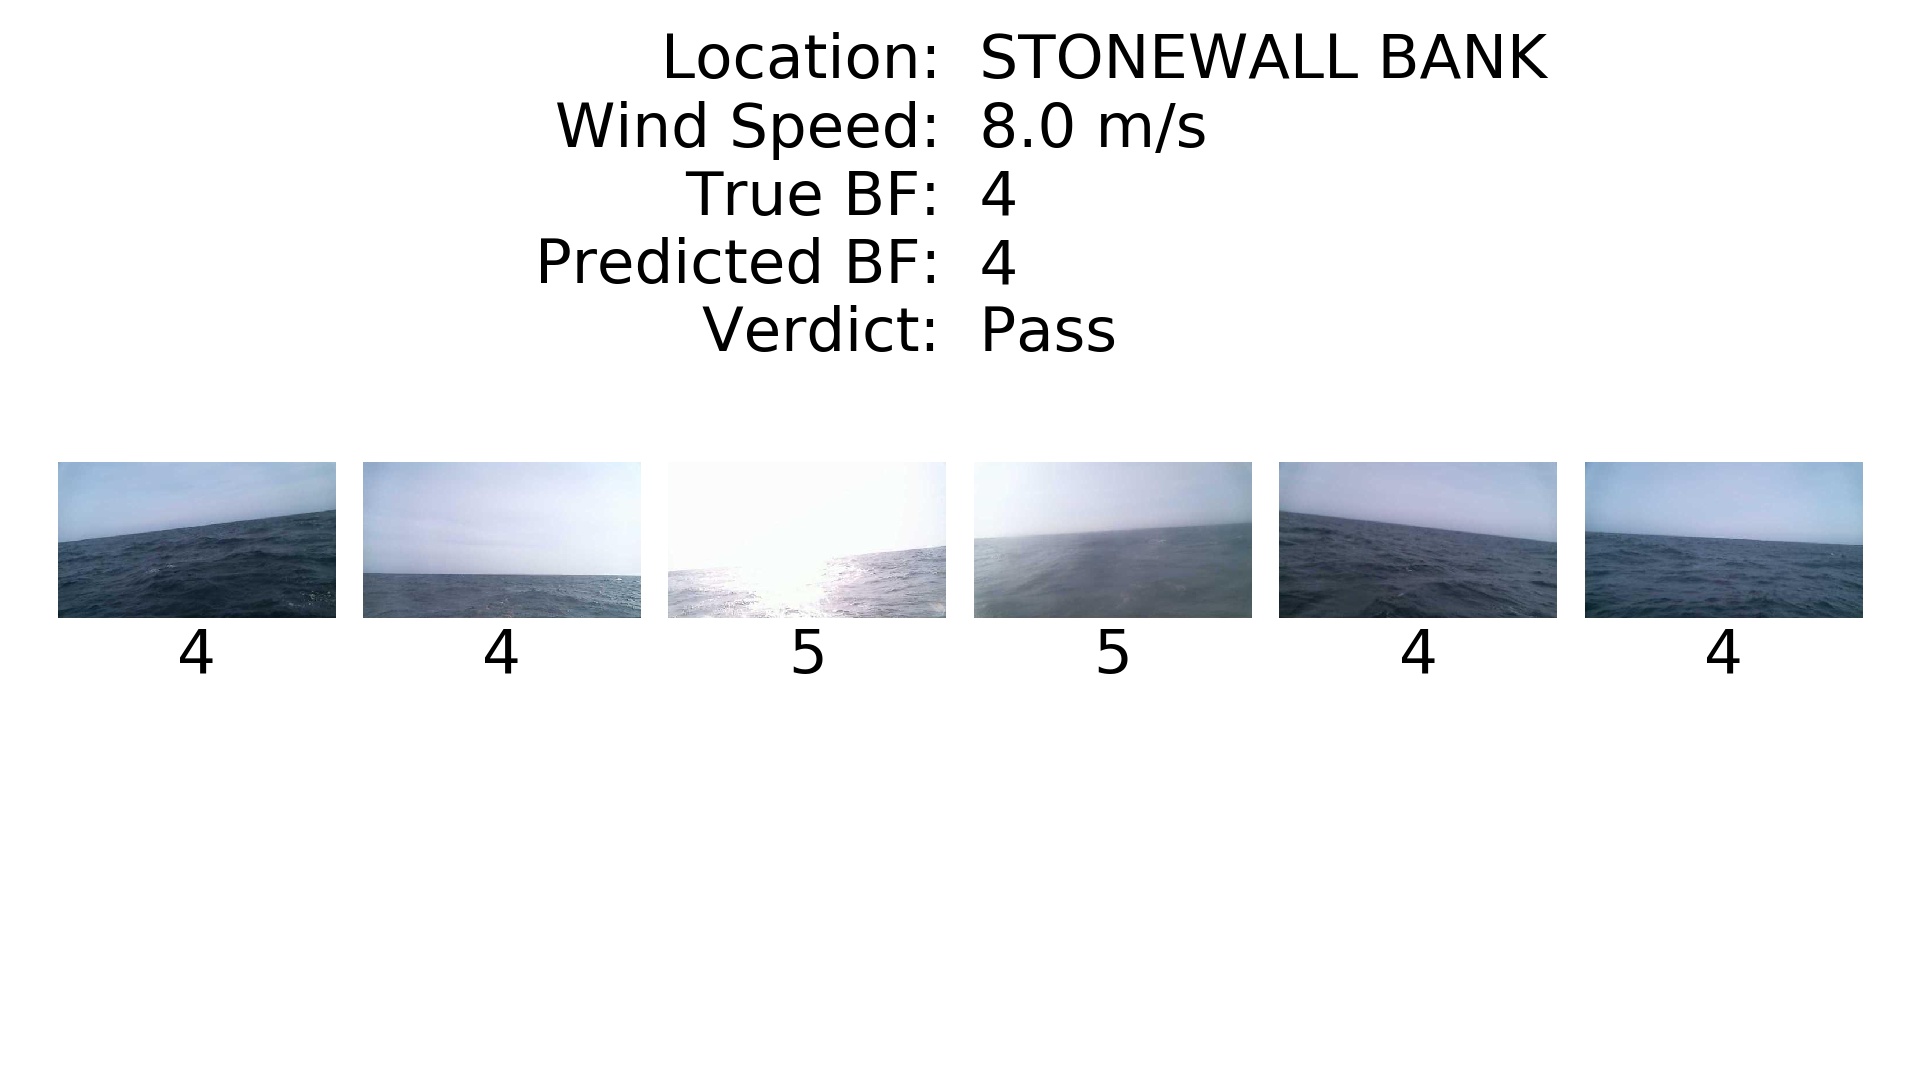 Location: STONEWALL BANK
Wind Speed: 8.0 m/s
True BF: 4
Predicted BF: 4
Verdict: Pass
4 4 5 5 4 4